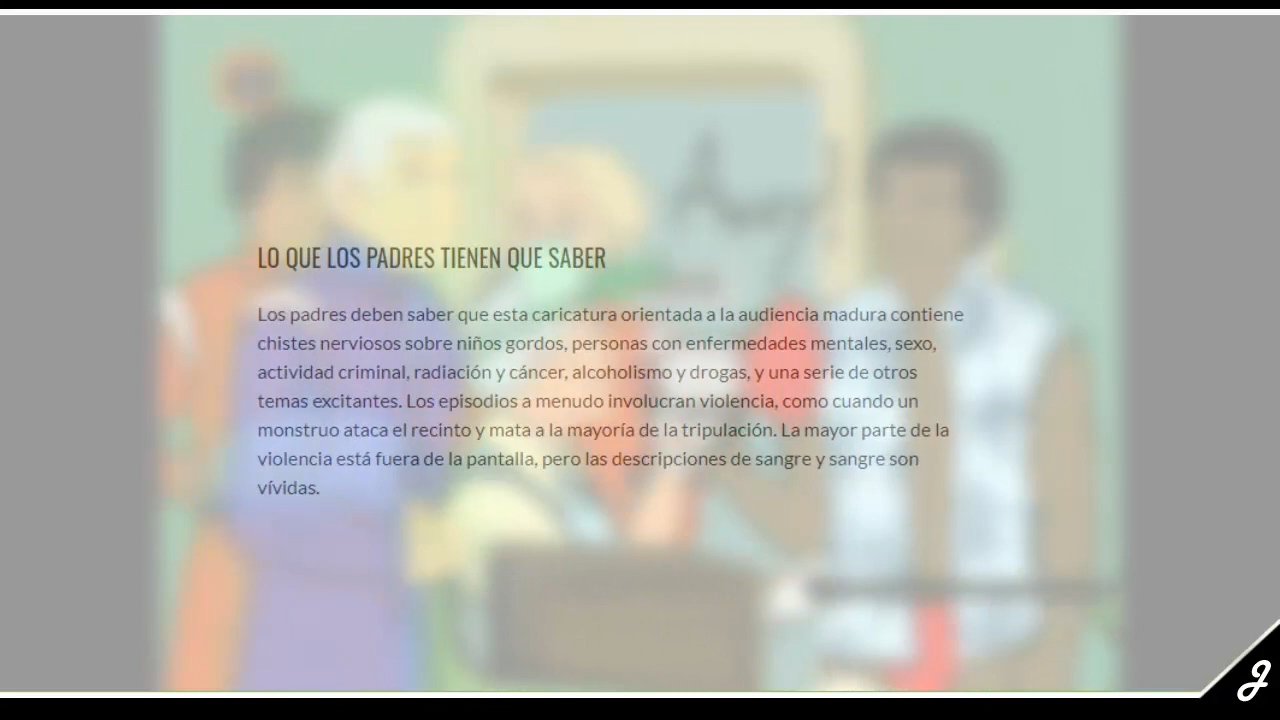 LO QUE LOS PADRES TIENEN QUE SABER
Los padres deben saber que esta caricatura orientada a la audiencia madura contiene
chistes nerviosos sobre niños gordos, personas con enfermedades mentales, sexo,
actividad criminal, radiación y cáncer, alcoholismo y drogas, y una serie de otros
temas excitantes. Los episodios a menudo involucran violencia, como cuando un
monstruo ataca el recinto y mata a la mayoría de la tripulación. La mayor parte de la
violencia está fuera de la pantalla, pero las descripciones de sangre y sangre son
vívidas.
J